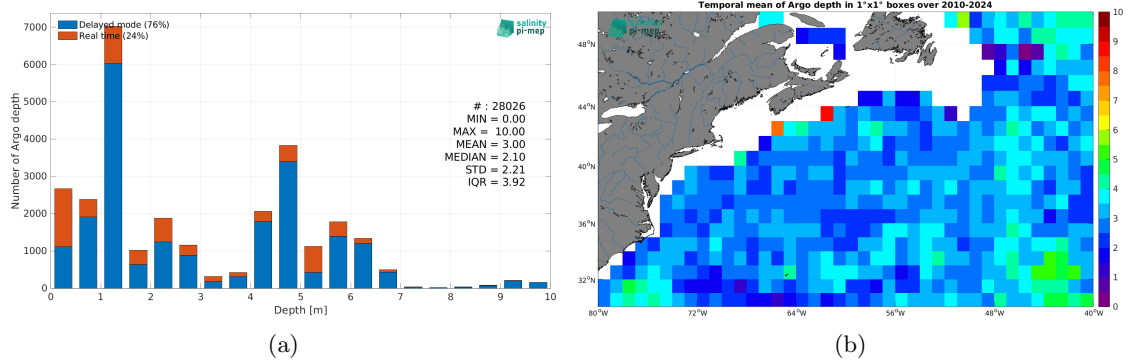 Delayed mode (76%)
Real time (24%)
salinity
pi-mep
7000
6000
5000
4000
3000
2000
1000
0
Number of Argo depth
# : 28026
MIN = 0.00
MAX = 10.00
MEAN = 3.00
MEDIAN = 2.10
STD = 2.21
IQR = 3.92
0 1 2 3 4 5 6 7 8 9 10
Depth [m]
(a)
Temporal mean of Argo depth in 1°x1° boxes over 2010-2024
salinity
pi-mep
48°N
44°N
40°N
36°N
32°N
80°W 72°W 64°W 56°W 48°W 40°W
10
9
8
7
6
5
4
3
2
1
0
(b)